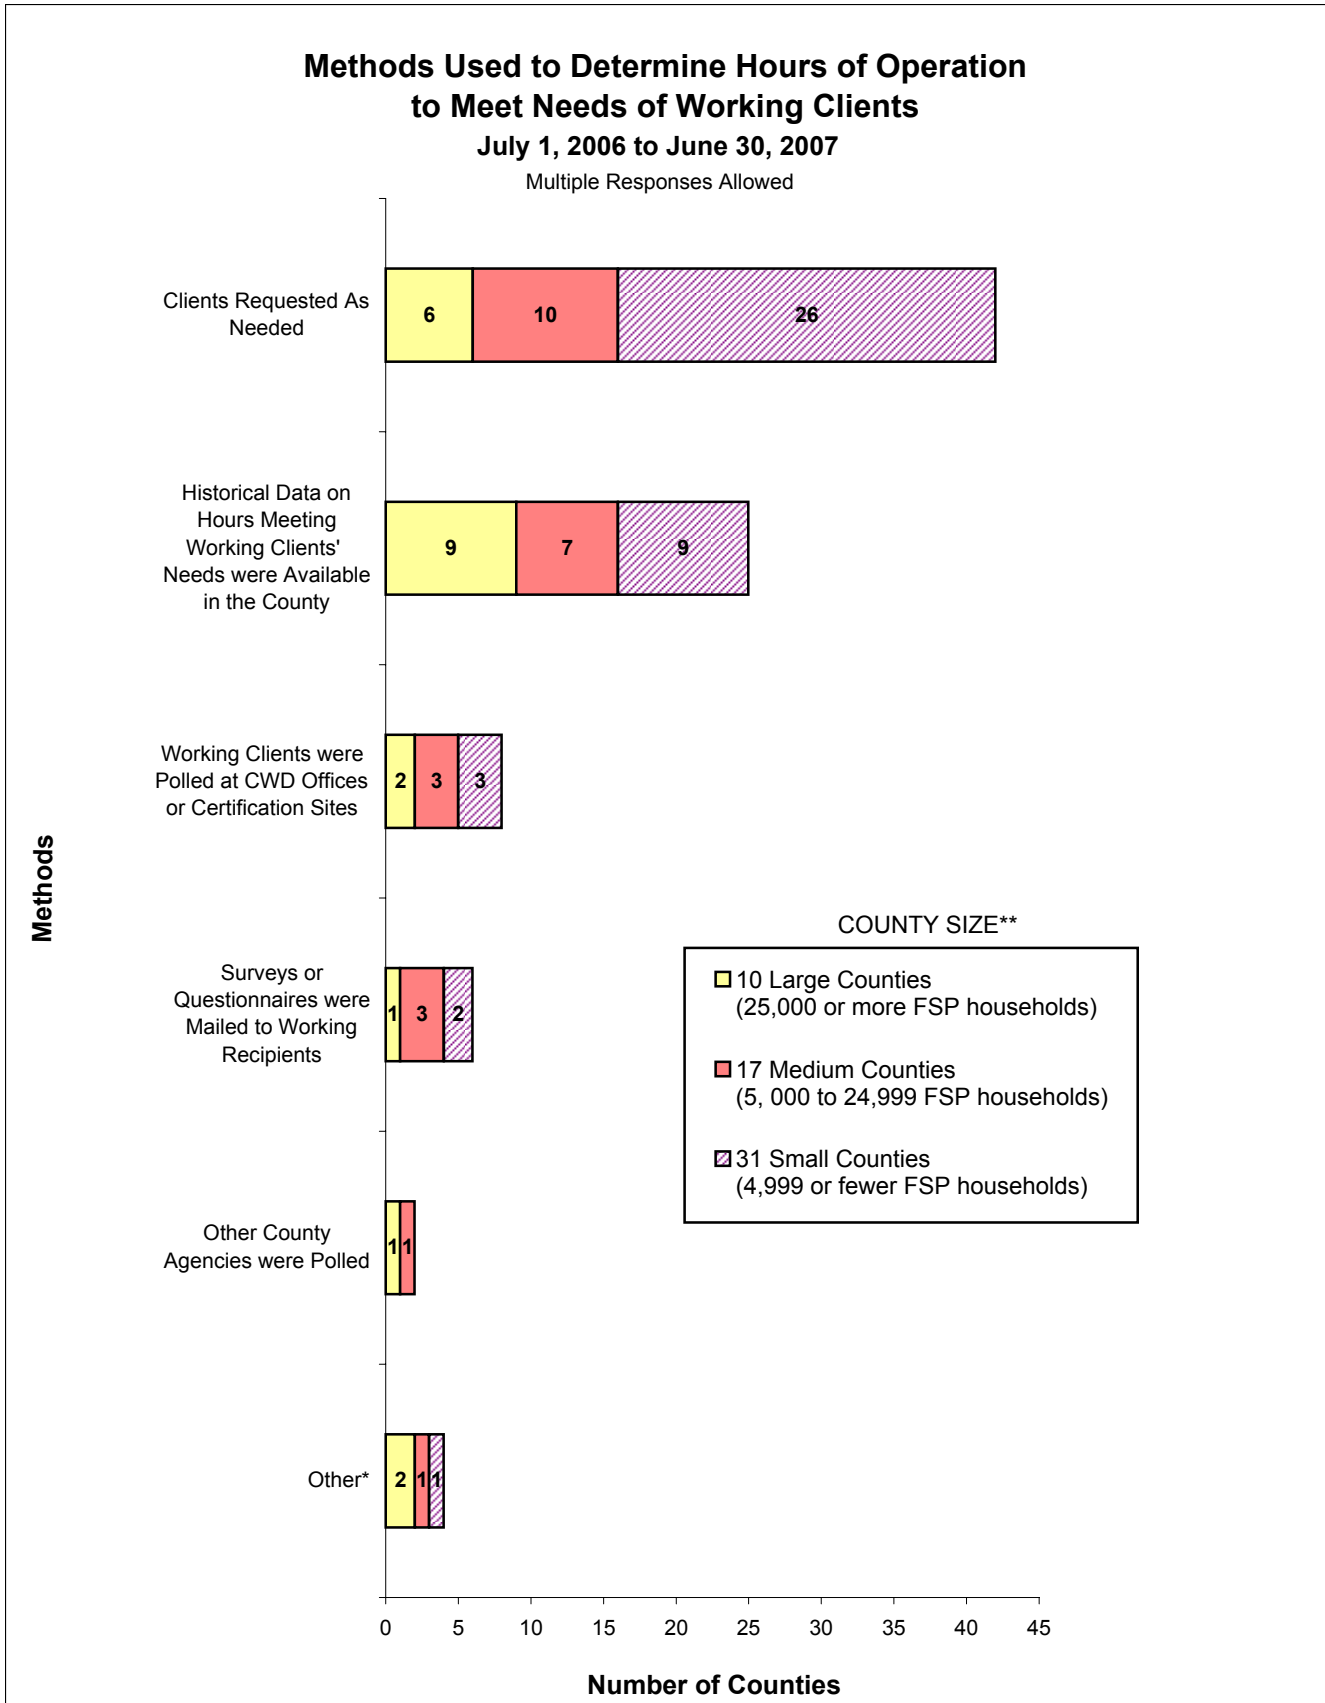 Methods Used to Determine Hours of Operation
to Meet Needs of Working Clients
July 1, 2006 to June 30, 2007
Multiple Responses Allowed
Clients Requested As
Needed
6 10 26
Historical Data on
Hours Meeting
Working Clients'
Needs were Available
in the County
9 7 9
Working Clients were
Polled at CWD Offices
or Certification Sites
2 3 3
Methods
Surveys or
Questionnaires were
Mailed to Working
Recipients
1 3 2
COUNTY SIZE**
10 Large Counties
(25,000 or more FSP households)
17 Medium Counties
(5, 000 to 24,999 FSP households)
31 Small Counties
(4,999 or fewer FSP households)
Other County
Agencies were Polled
1 1
Other*
2 1 1
0 5 10 15 20 25 30 35 40 45
Number of Counties